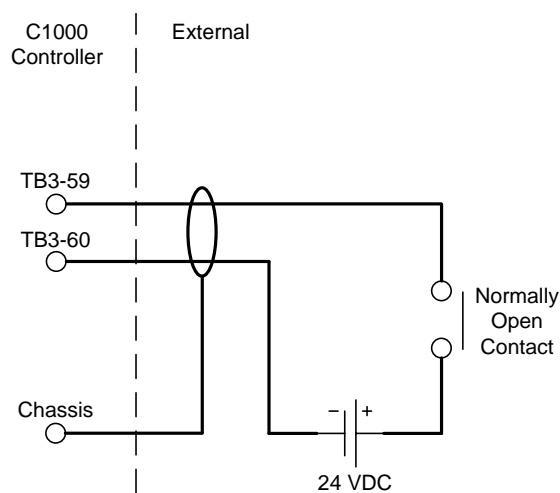 C1000
Controller
External
TB3-59
TB3-60
Normally
Open
Contact
Chassis
− +
24 VDC